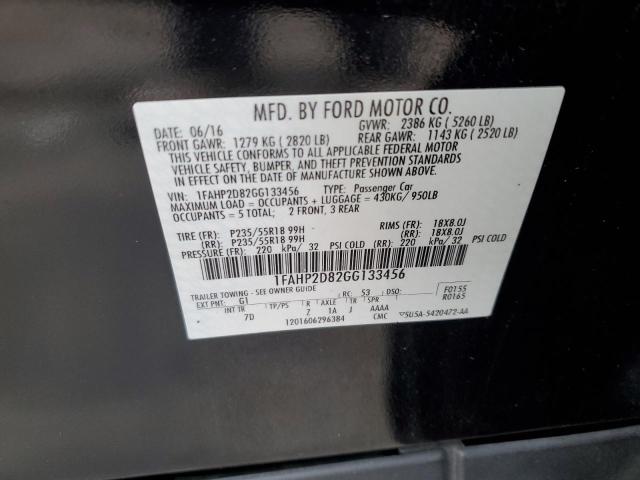 MFD. BY FORD MOTOR CO.
DATE: 06/16 GVWR: 2386 KG ( 5260 LB)
FRONT GAWR: 1279 KG ( 2820 LB) REAR GAWR: 1143 KG ( 2520 LB)
THIS VEHICLE CONFORMS TO ALL APPLICABLE FEDERAL MOTOR
VEHICLE SAFETY, BUMPER, AND THEFT PREVENTION STANDARDS
IN EFFECT ON THE DATE OF MANUFACTURE SHOWN ABOVE.
VIN: 1FAHP2D82GG133456 TYPE: Passenger Car
MAXIMUM LOAD = OCCUPANTS + LUGGAGE = 430KG/ 950LB
OCCUPANTS = 5 TOTAL; 2 FRONT, 3 REAR
TIRE (FR): P235/55R18 99H RIMS (FR): 18X8.0J
(RR): P235/55R18 99H (RR): 18X8.0J
PRESSURE (FR): 220 kPa/ 32 PSI COLD (RR): 220 kPa/ 32 PSI COLD
1FAHP2D82GG133456
TRAILER TOWING - SEE OWNER GUIDE
EXT PNT: G1 RC: 53 F0155
INT TR TP/PS R AXLE TR SPR R0165
7D Z 1A J AAAA
1201606296384 CMC 5U5A-5420472-AA